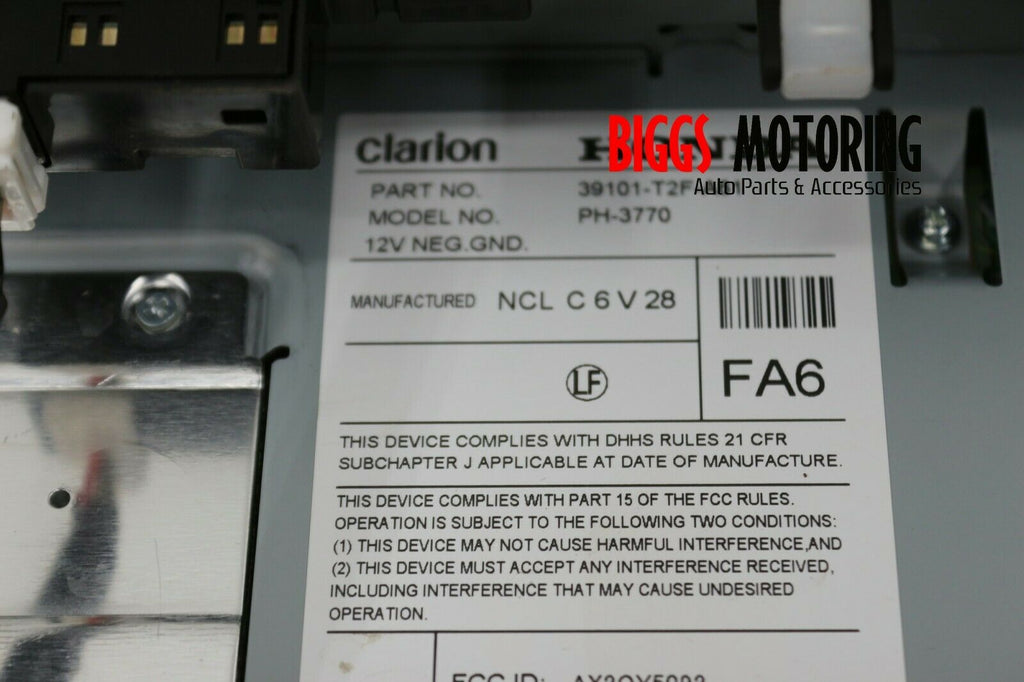 clarion
BIGGS MOTORING
Auto Parts & Accessories
PART NO.
MODEL NO. PH-3770
12V NEG.GND.
MANUFACTURED NCL C 6 V 28
FA6
LF
THIS DEVICE COMPLIES WITH DHHS RULES 21 CFR
SUBCHAPTER J APPLICABLE AT DATE OF MANUFACTURE.
THIS DEVICE COMPLIES WITH PART 15 OF THE FCC RULES.
OPERATION IS SUBJECT TO THE FOLLOWING TWO CONDITIONS:
(1) THIS DEVICE MAY NOT CAUSE HARMFUL INTERFERENCE,AND
(2) THIS DEVICE MUST ACCEPT ANY INTERFERENCE RECEIVED,
INCLUDING INTERFERENCE THAT MAY CAUSE UNDESIRED
OPERATION.
FCC ID: